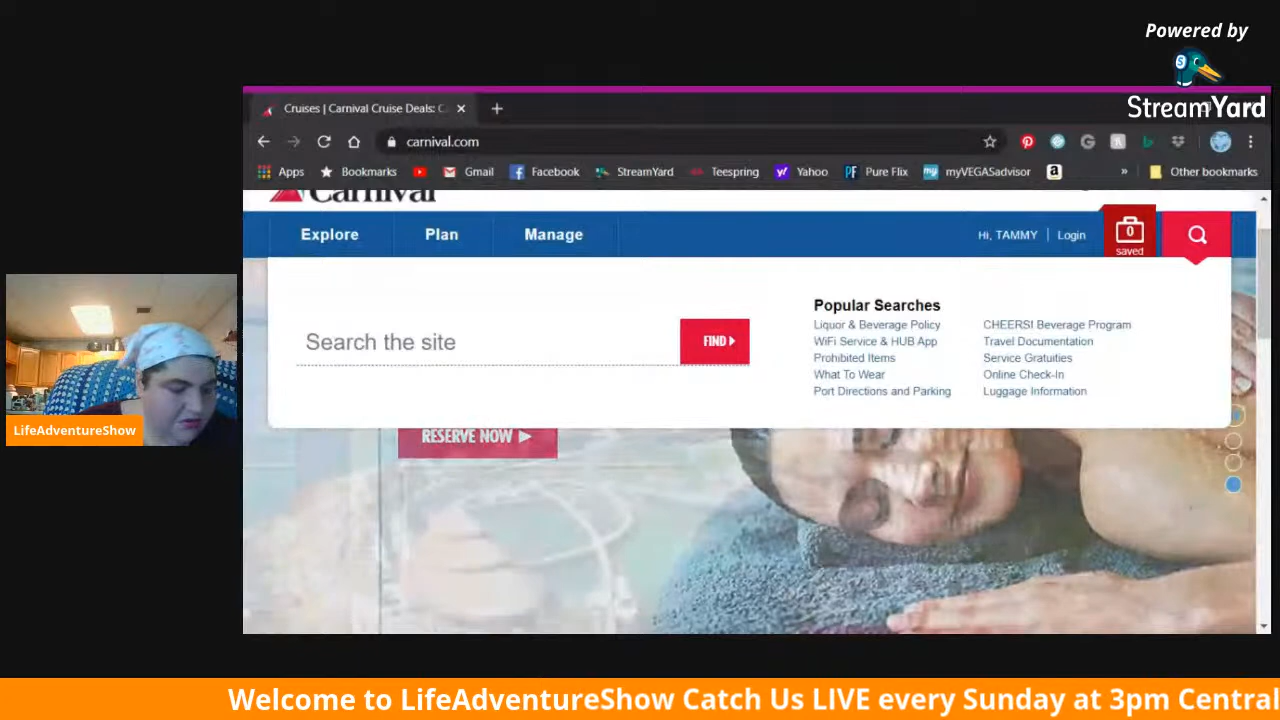 Powered by
StreamYard
Cruises | Carnival Cruise Deals: C
carnival.com
Apps Bookmarks Gmail Facebook StreamYard Teespring Yahoo Pure Flix myVEGASadvisor » Other bookmarks
Carnival
Explore Plan Manage Hi, TAMMY | Login 0
saved
Search the site
FIND
Popular Searches
Liquor & Beverage Policy
WiFi Service & HUB App
Prohibited Items
What To Wear
Port Directions and Parking
CHEERS! Beverage Program
Travel Documentation
Service Gratuities
Online Check-In
Luggage Information
RESERVE NOW
LifeAdventureShow
Welcome to LifeAdventureShow Catch Us LIVE every Sunday at 3pm Central